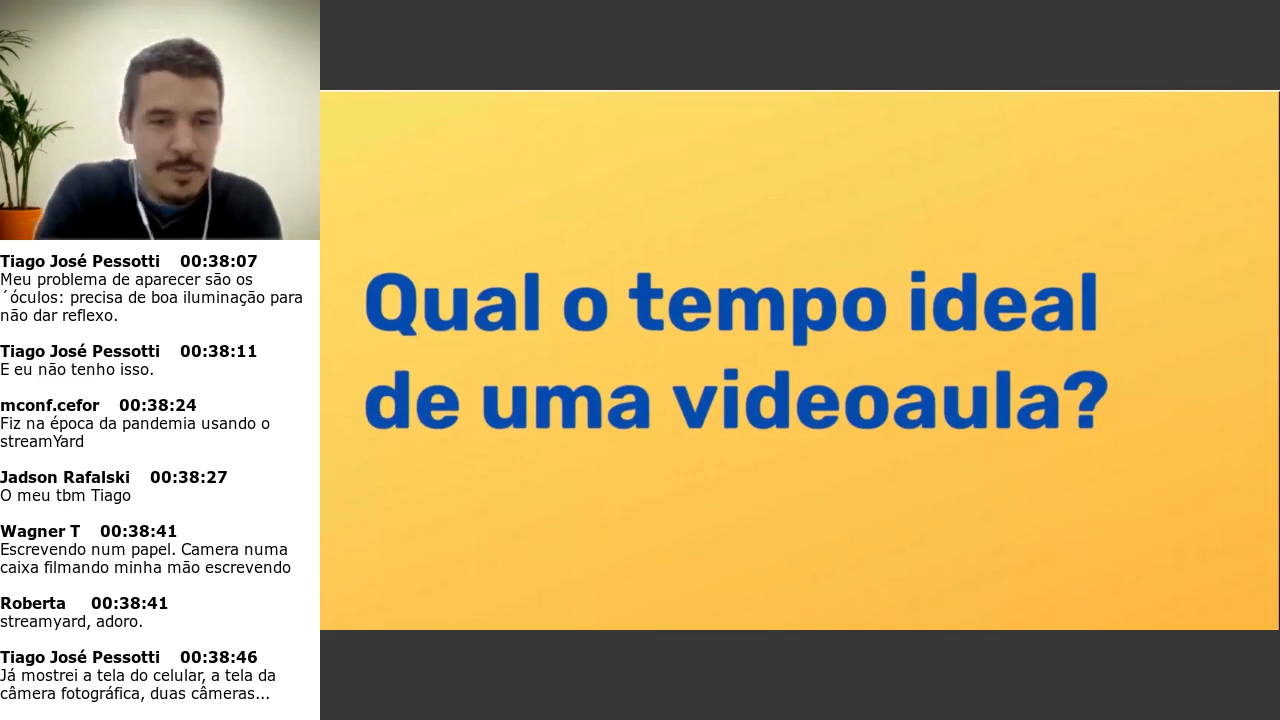 Tiago José Pessotti 00:38:07
Meu problema de aparecer são os
´óculos: precisa de boa iluminação para
não dar reflexo.
Tiago José Pessotti 00:38:11
E eu não tenho isso.
mconf.cefor 00:38:24
Fiz na época da pandemia usando o
streamYard
Jadson Rafalski 00:38:27
O meu tbm Tiago
Wagner T 00:38:41
Escrevendo num papel. Camera numa
caixa filmando minha mão escrevendo
Roberta 00:38:41
streamyard, adoro.
Tiago José Pessotti 00:38:46
Já mostrei a tela do celular, a tela da
câmera fotográfica, duas câmeras...
Qual o tempo ideal
de uma videoaula?